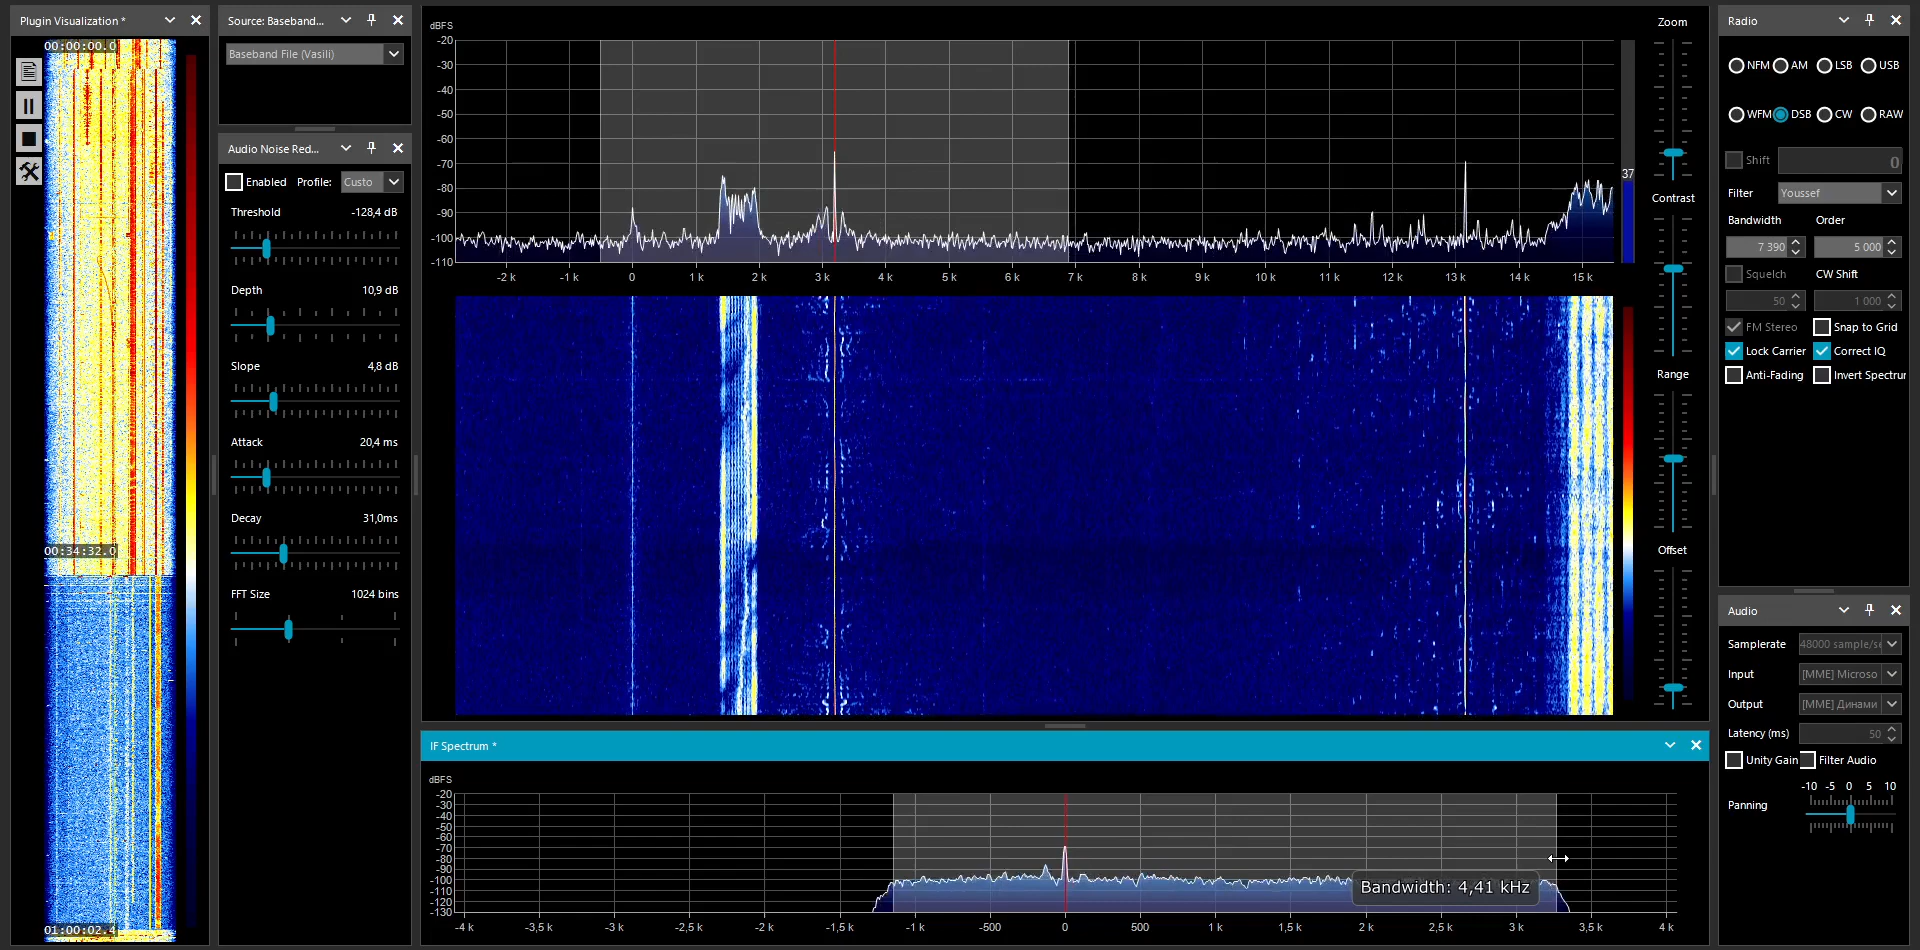 Plugin Visualization *
00:00:00.0
00:34:32.0
01:00:02.4
Source: Baseband...
Baseband File (Vasili)
Audio Noise Red...
Enabled Profile: Custo
Threshold -128,4 dB
Depth 10,9 dB
Slope 4,8 dB
Attack 20,4 ms
Decay 31,0ms
FFT Size 1024 bins
dBFS
-20
-30
-40
-50
-60
-70
-80
-90
-100
-110
-2 k -1 k 0 1 k 2 k 3 k 4 k 5 k 6 k 7 k 8 k 9 k 10 k 11 k 12 k 13 k 14 k 15 k
37
Zoom
Contrast
Range
Offset
IF Spectrum *
dBFS
-20
-30
-40
-50
-60
-70
-80
-90
-100
-110
-130
Bandwidth: 4,41 kHz
-4 k -3,5 k -3 k -2,5 k -2 k -1,5 k -1 k -500 0 500 1 k 1,5 k 2 k 2,5 k 3 k 3,5 k 4 k
Radio
NFM AM LSB USB
WFM DSB CW RAW
Shift 0
Filter Youssef
Bandwidth Order
7 390 5 000
Squelch CW Shift
50 1 000
FM Stereo Snap to Grid
Lock Carrier Correct IQ
Anti-Fading Invert Spectrur
Audio
Samplerate 48000 sample/se
Input [MME] Microso
Output [MME] Динами
Latency (ms) 50
Unity Gain Filter Audio
-10 -5 0 5 10
Panning